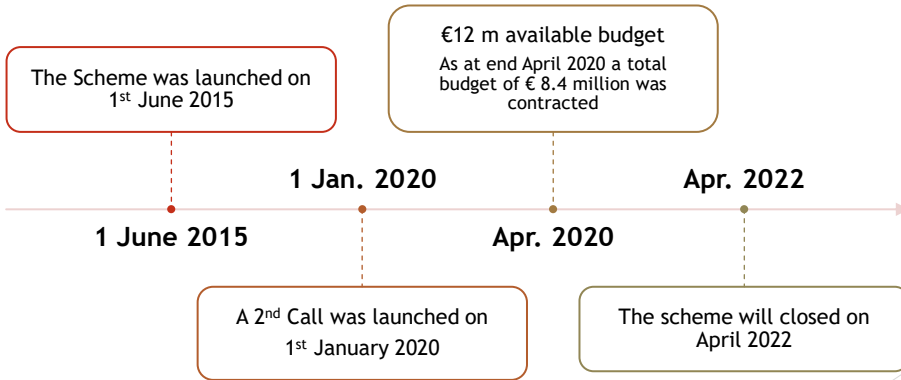 €12 m available budget
As at end April 2020 a total
budget of € 8.4 million was
contracted
The Scheme was launched on
1st June 2015
1 Jan. 2020
Apr. 2022
1 June 2015
Apr. 2020
A 2nd Call was launched on
1st January 2020
The scheme will closed on
April 2022